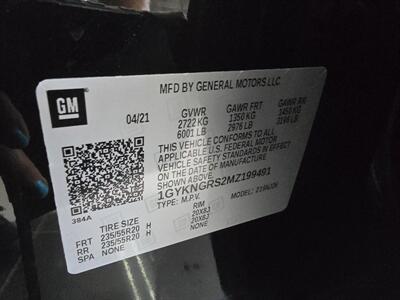 MFD BY GENERAL MOTORS LLC
GM
04/21 GVWR GAWR FRT GAWR RR
2722 KG 1350 KG 1450 KG
6001 LB 2976 LB 3196 LB
THIS VEHICLE CONFORMS TO ALL
APPLICABLE U.S. FEDERAL MOTOR
VEHICLE SAFETY STANDARDS IN EFFECT
ON THE DATE OF MANUFACTURE
SHOWN ABOVE.
1GYKNGRS2MZ199491
TYPE: M.P.V. MODEL:
384A
TIRE SIZE RIM
FRT 235/55R20 H 20X8J
RR 235/55R20 H 20X8J
SPA NONE NONE